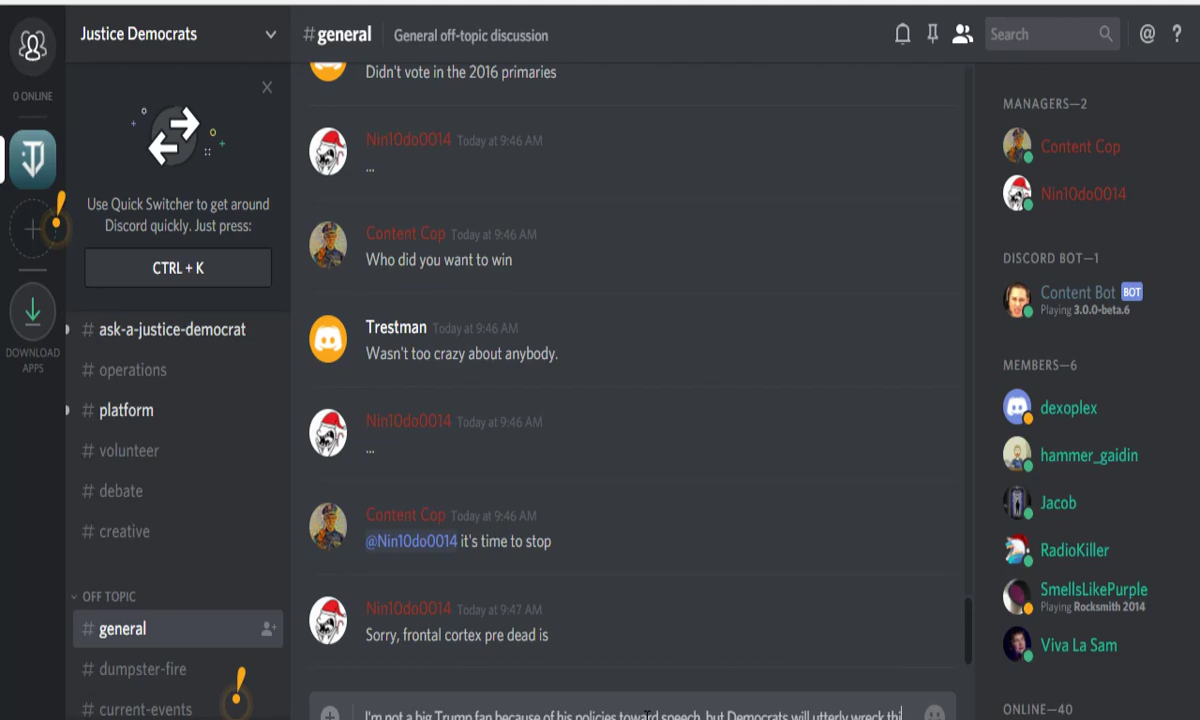 Justice Democrats
#general
General off-topic discussion
Search
@
?
0 ONLINE
Use Quick Switcher to get around
Discord quickly. Just press:
CTRL + K
DOWNLOAD
APPS
# ask-a-justice-democrat
# operations
# platform
# volunteer
# debate
# creative
OFF TOPIC
# general
# dumpster-fire
# current-events
Didn't vote in the 2016 primaries
Nin10do0014 Today at 9:46 AM
...
Content Cop Today at 9:46 AM
Who did you want to win
Trestman Today at 9:46 AM
Wasn't too crazy about anybody.
Nin10do0014 Today at 9:46 AM
...
Content Cop Today at 9:46 AM
@Nin10do0014 it's time to stop
Nin10do0014 Today at 9:47 AM
Sorry, frontal cortex pre dead is
I'm not a big Trump fan because of his policies toward speech, but Democrats will utterly wreck thi
MANAGERS—2
Content Cop
Nin10do0014
DISCORD BOT—1
Content Bot BOT
Playing 3.0.0-beta.6
MEMBERS—6
dexoplex
hammer_gaidin
Jacob
RadioKiller
SmellsLikePurple
Playing Rocksmith 2014
Viva La Sam
ONLINE—40